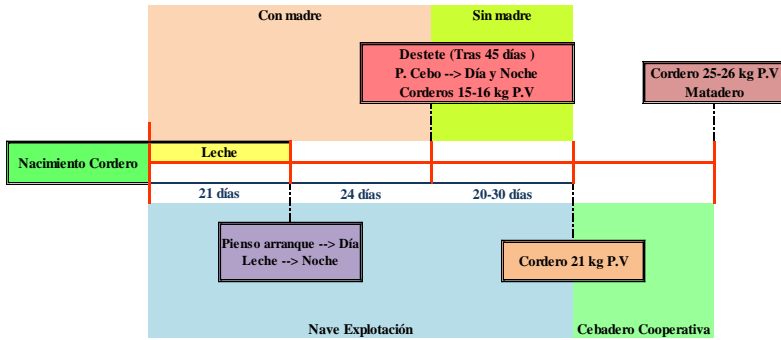 Con madre
Sin madre
Destete (Tras 45 días )
P. Cebo --> Día y Noche
Corderos 15-16 kg P.V
Cordero 25-26 kg P.V
Matadero
Nacimiento Cordero
Leche
21 días
24 días
20-30 días
Pienso arranque --> Día
Leche --> Noche
Cordero 21 kg P.V
Nave Explotación
Cebadero Cooperativa